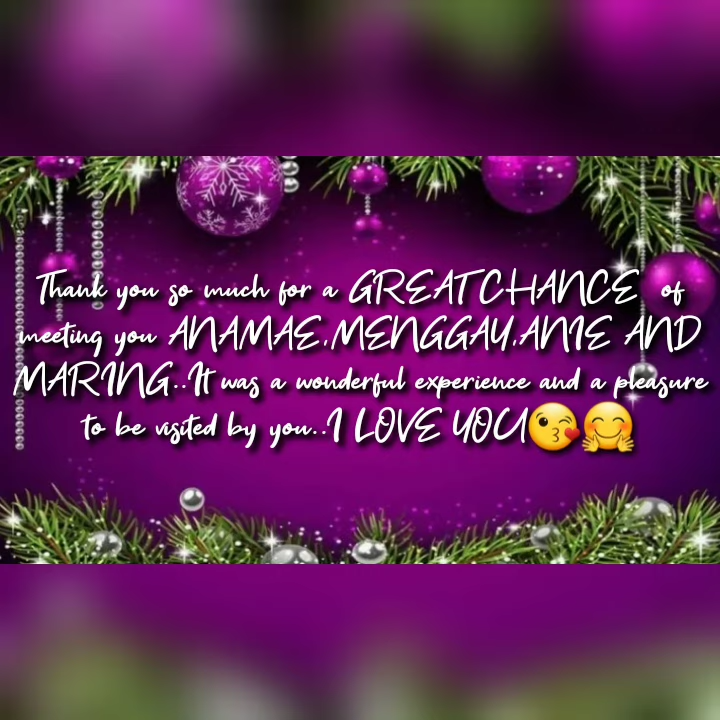 Thank you so much for a GREATCHANCE of
meeting you ANAMAE,MENGGAY,ANIE AND
MARING..It was a wonderful experience and a pleasure
to be visited by you..I LOVE YOU😘🤗